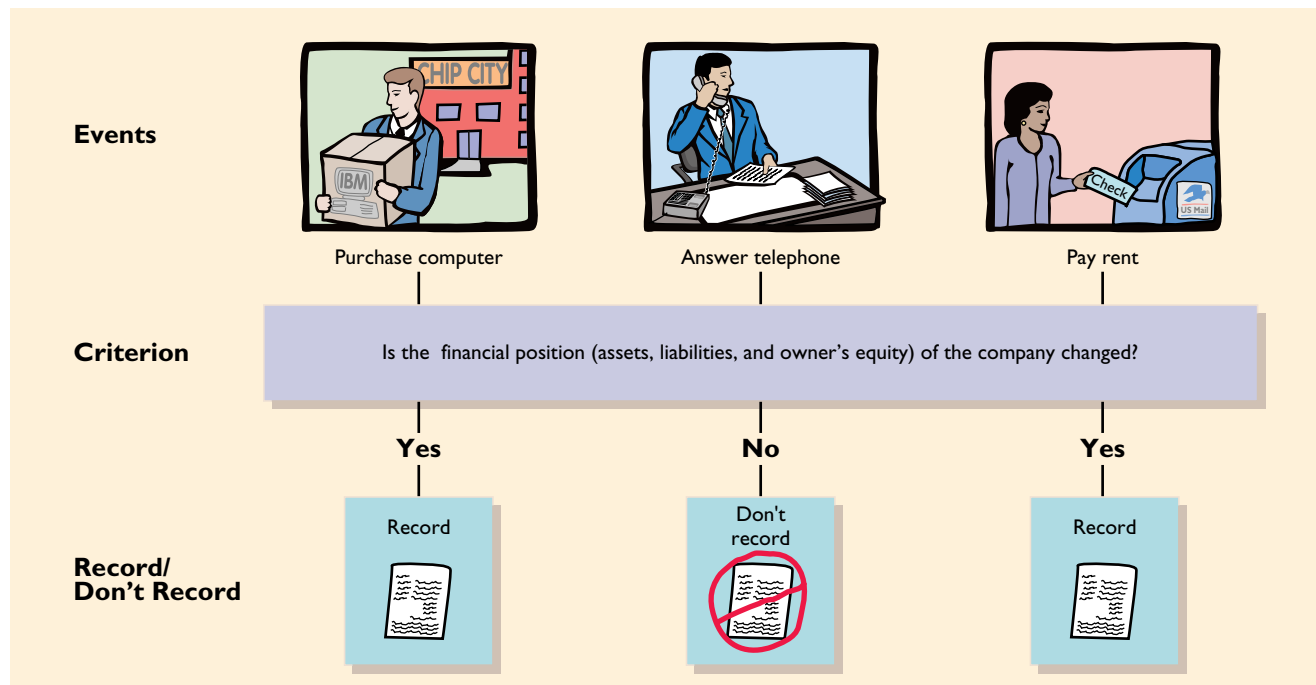 CHIP CITY
IBM
Check
US Mail
Events
Purchase computer
Answer telephone
Pay rent
Criterion
Is the financial position (assets, liabilities, and owner’s equity) of the company changed?
Yes
No
Yes
Record/
Don’t Record
Record
Don't
record
Record